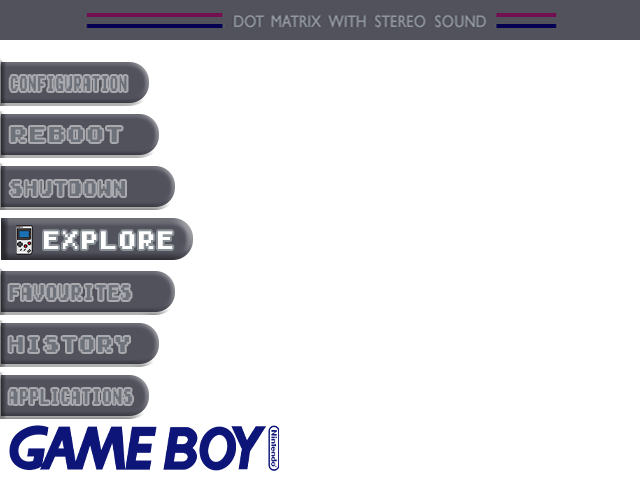 DOT MATRIX WITH STEREO SOUND
CONFIGURATION
REBOOT
SHUTDOWN
EXPLORE
FAVOURITES
HISTORY
APPLICATIONS
GAME BOY Nintendo